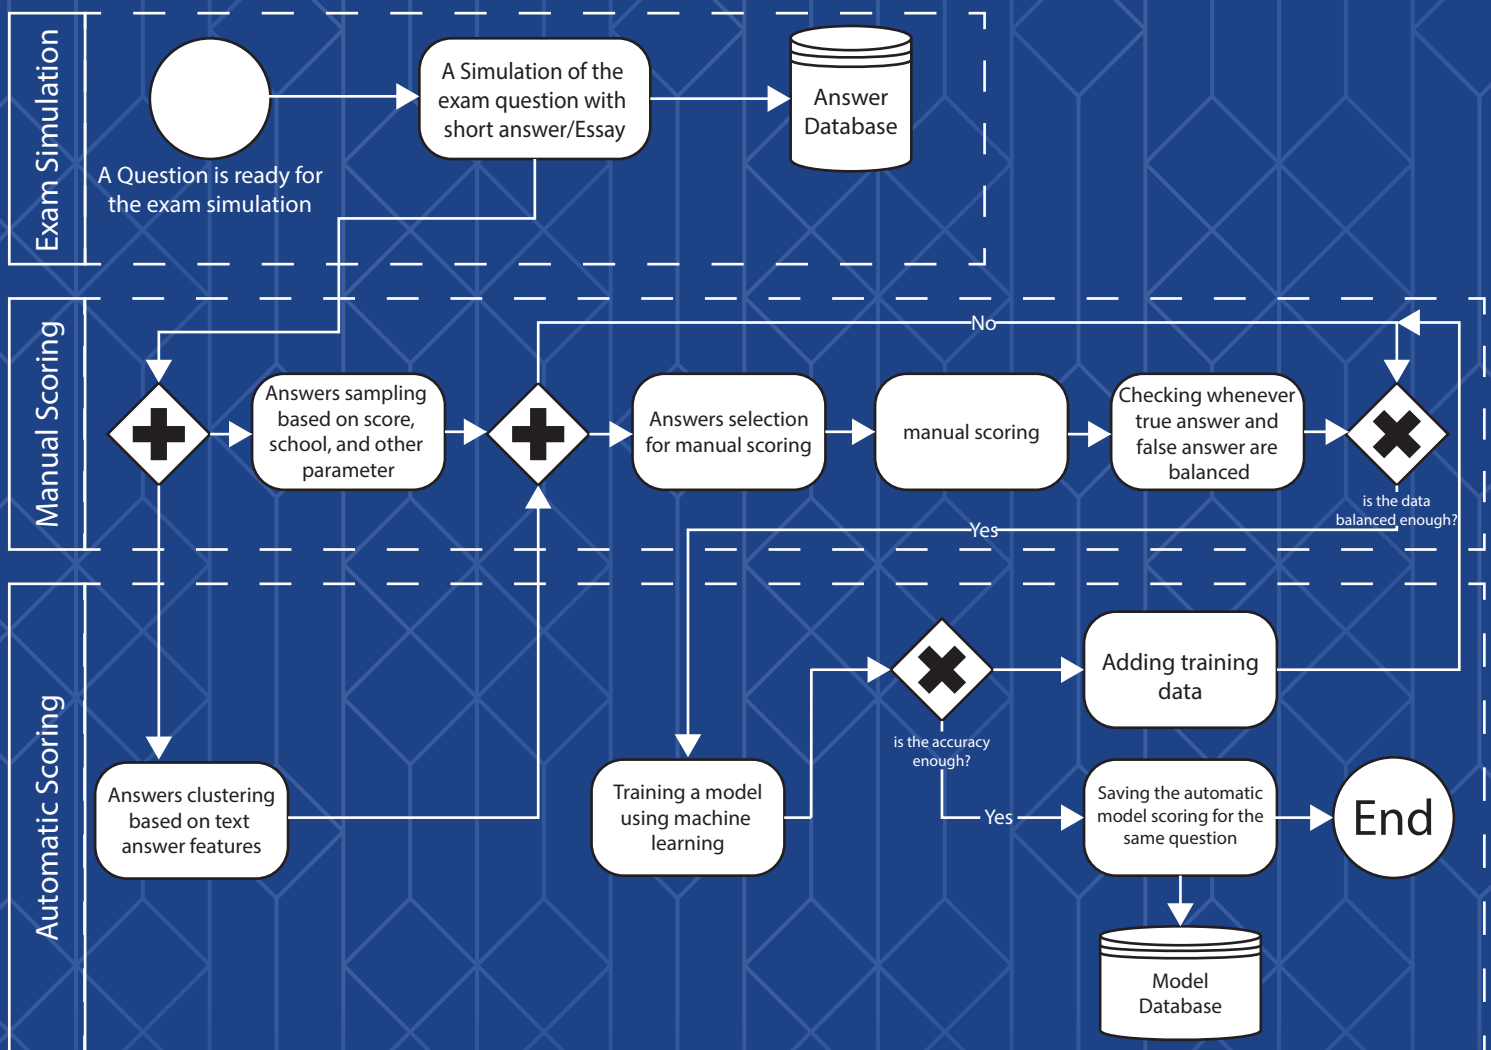 Exam Simulation
A Question is ready for
the exam simulation
A Simulation of the
exam question with
short answer/Essay
Answer
Database
Manual Scoring
Answers sampling
based on score,
school, and other
parameter
No
Answers selection
for manual scoring
manual scoring
Checking whenever
true answer and
false answer are
balanced
is the data
balanced enough?
Yes
Automatic Scoring
Answers clustering
based on text
answer features
Training a model
using machine
learning
is the accuracy
enough?
Adding training
data
Yes
Saving the automatic
model scoring for the
same question
End
Model
Database